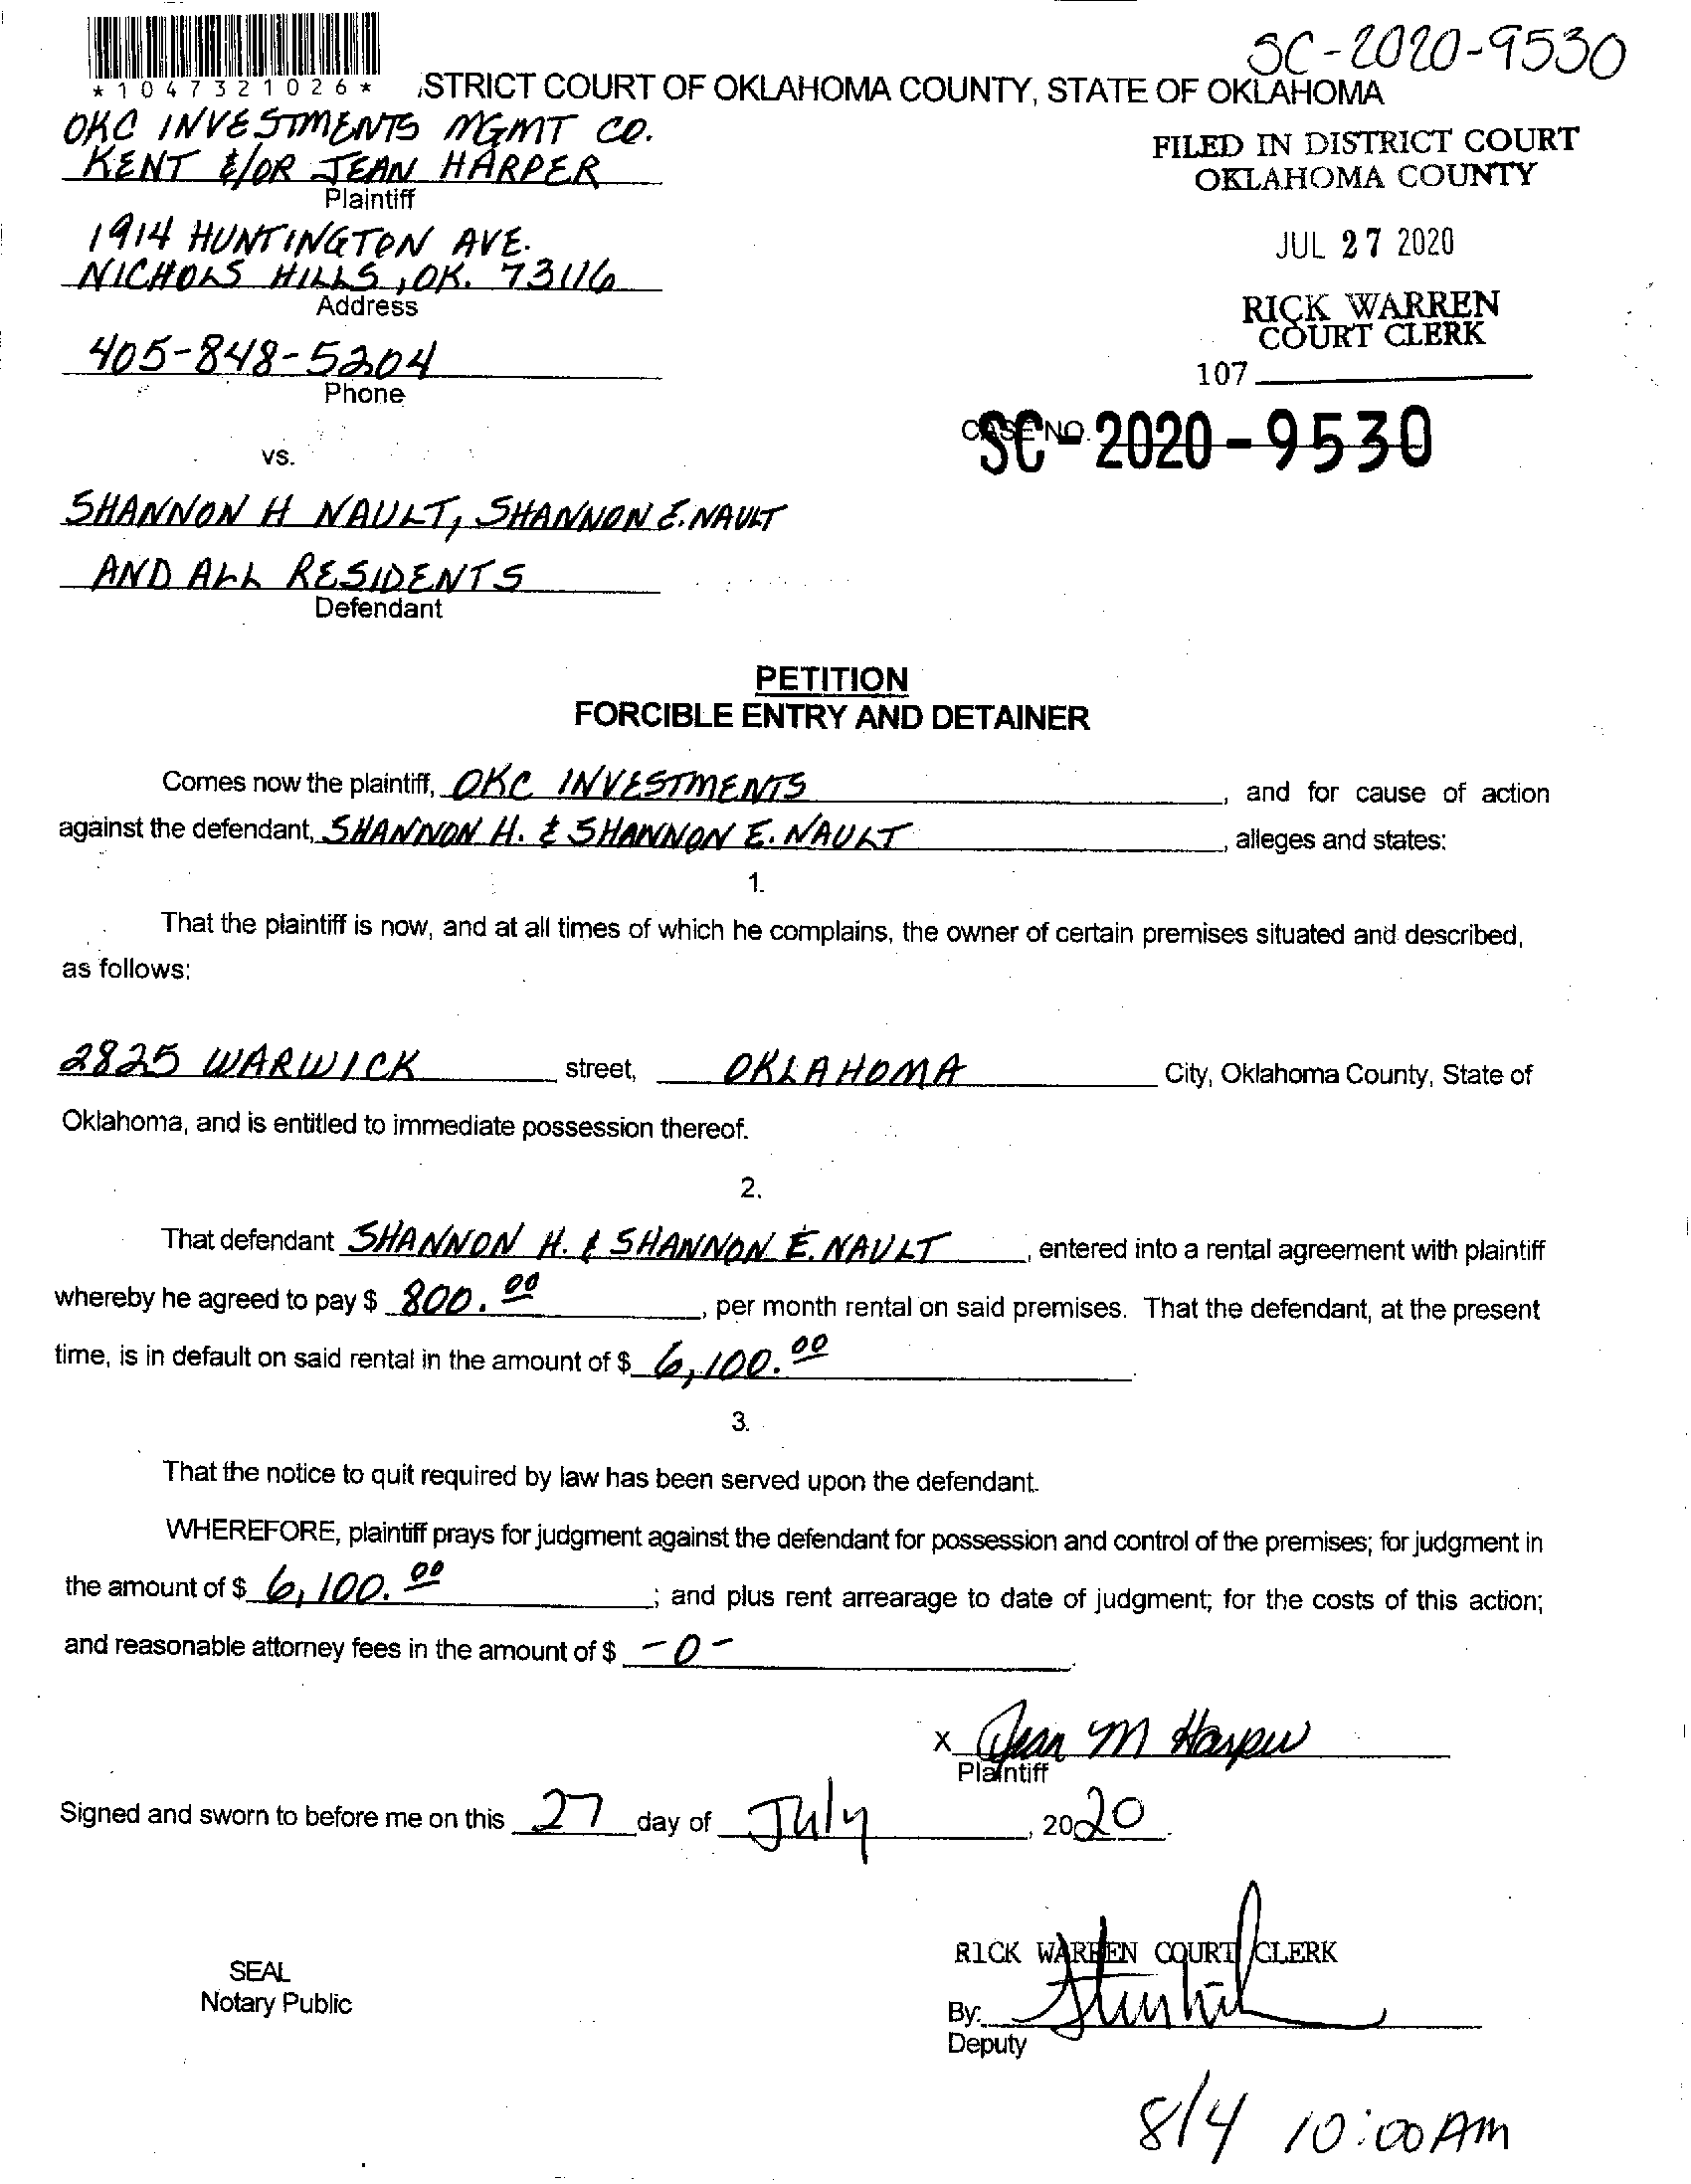 SC-2020-9530
*1047321026*
STRICT COURT OF OKLAHOMA COUNTY, STATE OF OKLAHOMA
OKC INVESTMENTS MGMT CO.
KENT &/OR JEAN HARPER
Plaintiff
1914 HUNTINGTON AVE.
NICHOLS HILLS, OK. 73116
Address
405-848-5204
Phone
FILED IN DISTRICT COURT
OKLAHOMA COUNTY
JUL 27 2020
RICK WARREN
COURT CLERK
107
CASE NO.
SC-2020-9530
vs.
SHANNON H NAULT, SHANNON E. NAULT
AND ALL RESIDENTS
Defendant
PETITION
FORCIBLE ENTRY AND DETAINER
Comes now the plaintiff, OKC INVESTMENTS, and for cause of action
against the defendant, SHANNON H. & SHANNON E. NAULT, alleges and states:
1.
That the plaintiff is now, and at all times of which he complains, the owner of certain premises situated and described,
as follows:
2825 WARWICK street, OKLAHOMA City, Oklahoma County, State of
Oklahoma, and is entitled to immediate possession thereof.
2.
That defendant SHANNON H. & SHANNON E. NAULT, entered into a rental agreement with plaintiff
whereby he agreed to pay $ 800.00, per month rental on said premises. That the defendant, at the present
time, is in default on said rental in the amount of $ 6,100.00.
3.
That the notice to quit required by law has been served upon the defendant.
WHEREFORE, plaintiff prays for judgment against the defendant for possession and control of the premises; for judgment in
the amount of $ 6,100.00; and plus rent arrearage to date of judgment; for the costs of this action;
and reasonable attorney fees in the amount of $ -0-.
X Jean M Harper
Plaintiff
Signed and sworn to before me on this 27 day of July, 2020.
SEAL
Notary Public
RICK WARREN COURT CLERK
By:
Deputy
8/4 10:00 AM